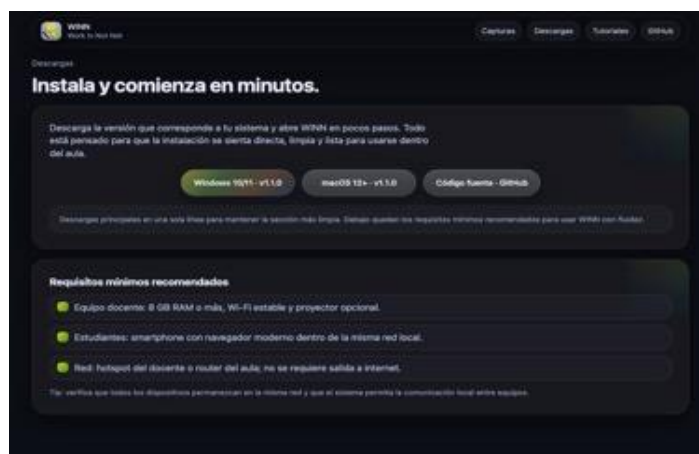 WINN
Work Is Not Net
Capturas Descargas Tutoriales GitHub
Descargas
Instala y comienza en minutos.
Descarga la versión que corresponde a tu sistema y abre WINN en pocos pasos. Todo
está pensado para que la instalación se sienta directa, limpia y lista para usarse dentro
del aula.
Windows 10/11 · v1.1.0 macOS 12+ · v1.1.0 Código fuente · GitHub
Descargas principales en una sola línea para mantener la sección más limpia. Debajo quedan los requisitos mínimos recomendados para usar WINN con fluidez.
Requisitos mínimos recomendados
Equipo docente: 8 GB RAM o más, Wi-Fi estable y proyector opcional.
Estudiantes: smartphone con navegador moderno dentro de la misma red local.
Red: hotspot del docente o router del aula; no se requiere salida a internet.
Tip: verifica que todos los dispositivos permanezcan en la misma red y que el sistema permita la comunicación local entre equipos.